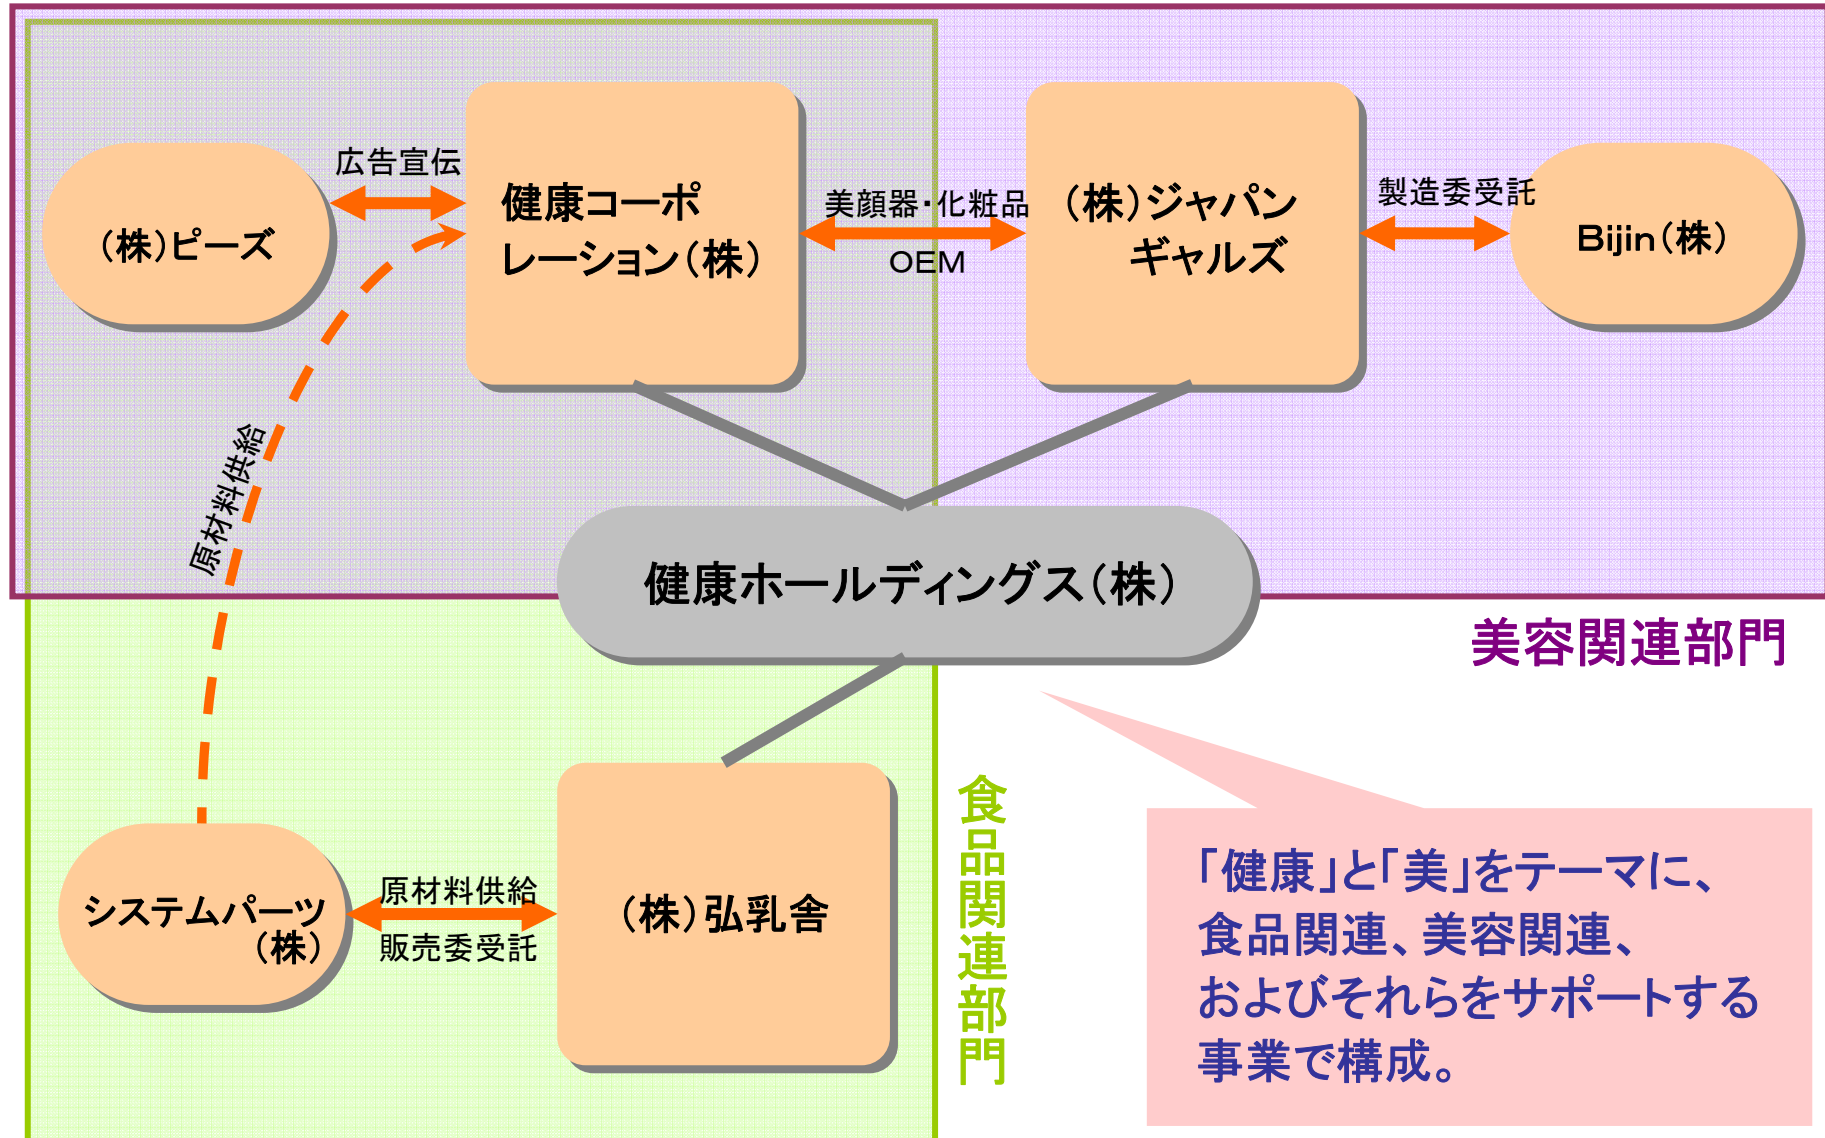 広告宣伝
(株)ピーズ
健康コーポ
レーション(株)
美顔器・化粧品
OEM
(株)ジャパン
ギャルズ
製造委受託
Bijin(株)
原材料供給
健康ホールディングス(株)
美容関連部門
食品関連部門
システムパーツ
(株)
原材料供給
販売委受託
(株)弘乳舎
「健康」と「美」をテーマに、
食品関連、美容関連、
およびそれらをサポートする
事業で構成。